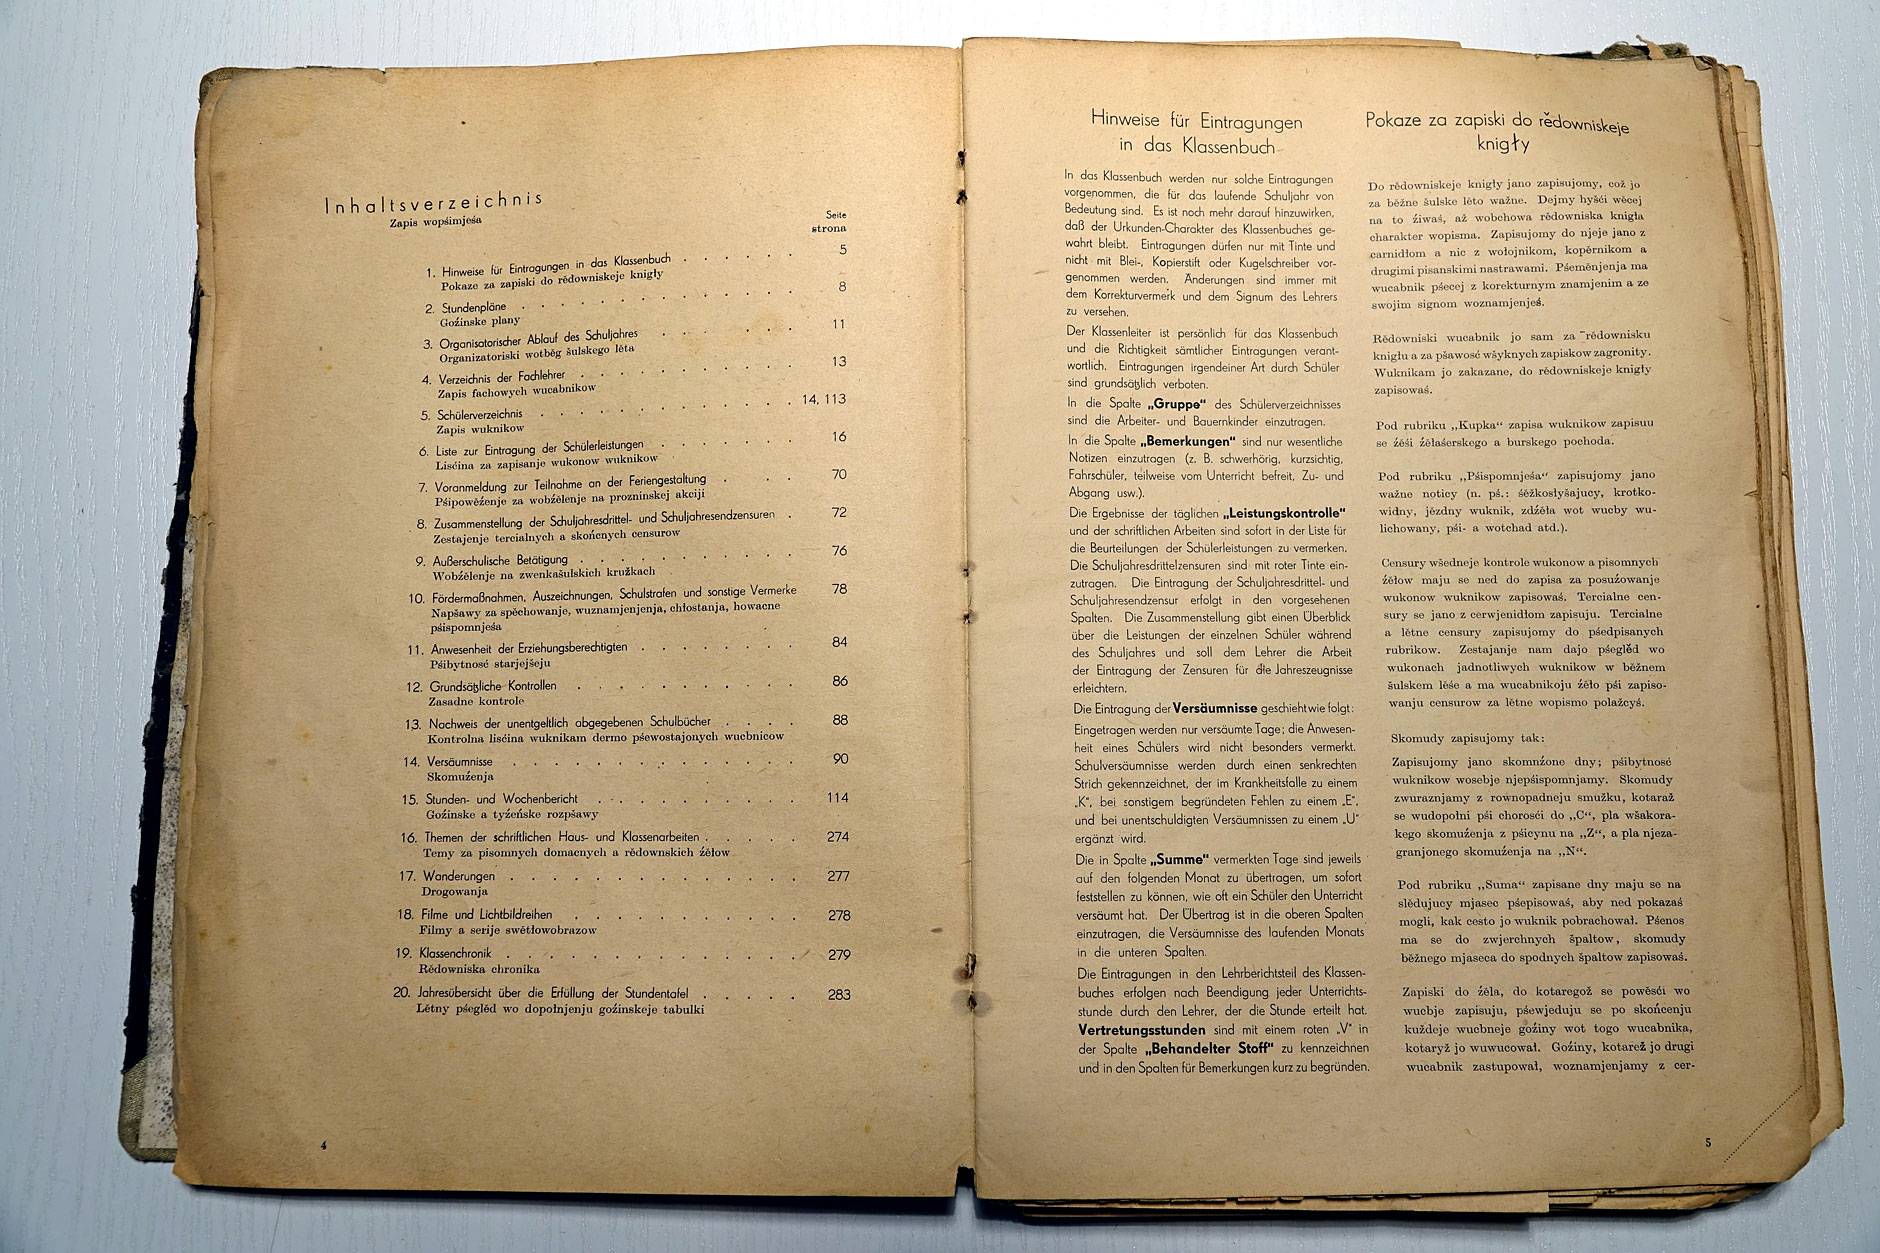 Inhaltsverzeichnis
Zapis wopśimjeśa
Seite
strona
1. Hinweise für Eintragungen in das Klassenbuch . . . . . . 5
Pokaze za zapiski do rědowniskeje knigły
2. Stundenpläne . . . . . . . . . . . . 8
Goźinske plany
3. Organisatorischer Ablauf des Schuljahres . . . . . . 11
Organizatoriski wotběg šulskego lěta
4. Verzeichnis der Fachlehrer . . . . . . . . . 13
Zapis fachowych wucabnikow
5. Schülerverzeichnis . . . . . . . . . . . 14, 113
Zapis wuknikow
6. Liste zur Eintragung der Schülerleistungen . . . . . . 16
Lisćina za zapisanje wukonow wuknikow
7. Voranmeldung zur Teilnahme an der Feriengestaltung . . . . 70
Pśipowěźenje za wobźělenje na prozninskej akciji
8. Zusammenstellung der Schuljahresdrittel- und Schuljahresendzensuren . 72
Zestajenje tercialnych a skońcnych censurow
9. Außerschulische Betätigung . . . . . . . . . 76
Wobźělenje na zwenkašulskich kružkach
10. Fördermaßnahmen, Auszeichnungen, Schulstrafen und sonstige Vermerke 78
Napšawy za spěchowanje, wuznamjenjenja, chłostanja, howacne
pśispomnjeśa
11. Anwesenheit der Erziehungsberechtigten . . . . . . . 84
Pśibytnosć starjejšeju
12. Grundsätzliche Kontrollen . . . . . . . . . 86
Zasadne kontrole
13. Nachweis der unentgeltlich abgegebenen Schulbücher . . . . 88
Kontrolna lisćina wuknikam dermo pśewostajonych wucbnicow
14. Versäumnisse . . . . . . . . . . . . 90
Skomuźenja
15. Stunden- und Wochenbericht . . . . . . . . 114
Goźinske a tyźeńske rozpšawy
16. Themen der schriftlichen Haus- und Klassenarbeiten . . . . . 274
Temy za pisomnych domacnych a rědownskich źěłow
17. Wanderungen . . . . . . . . . . . . 277
Drogowanja
18. Filme und Lichtbildreihen . . . . . . . . . 278
Filmy a serije swětłowobrazow
19. Klassenchronik . . . . . . . . . . . . 279
Rědowniska chronika
20. Jahresübersicht über die Erfüllung der Stundentafel . . . . . 283
Lětny pśeglěd wo dopołnjenju goźinskeje tabulki
4
Hinweise für Eintragungen
in das Klassenbuch
In das Klassenbuch werden nur solche Eintragungen
vorgenommen, die für das laufende Schuljahr von
Bedeutung sind. Es ist noch mehr darauf hinzuwirken,
daß der Urkunden-Charakter des Klassenbuches ge-
wahrt bleibt. Eintragungen dürfen nur mit Tinte und
nicht mit Blei-, Kopierstift oder Kugelschreiber vor-
genommen werden. Änderungen sind immer mit
dem Korrekturvermerk und dem Signum des Lehrers
zu versehen.
Der Klassenleiter ist persönlich für das Klassenbuch
und die Richtigkeit sämtlicher Eintragungen verant-
wortlich. Eintragungen irgendeiner Art durch Schüler
sind grundsätzlich verboten.
In die Spalte „Gruppe“ des Schülerverzeichnisses
sind die Arbeiter- und Bauernkinder einzutragen.
In die Spalte „Bemerkungen“ sind nur wesentliche
Notizen einzutragen (z. B. schwerhörig, kurzsichtig,
Fahrschüler, teilweise vom Unterricht befreit, Zu- und
Abgang usw.).
Die Ergebnisse der täglichen „Leistungskontrolle“
und der schriftlichen Arbeiten sind sofort in der Liste für
die Beurteilungen der Schülerleistungen zu vermerken.
Die Schuljahresdrittelzensuren sind mit roter Tinte ein-
zutragen. Die Eintragung der Schuljahresdrittel- und
Schuljahresendzensur erfolgt in den vorgesehenen
Spalten. Die Zusammenstellung gibt einen Überblick
über die Leistungen der einzelnen Schüler während
des Schuljahres und soll dem Lehrer die Arbeit
der Eintragung der Zensuren für die Jahreszeugnisse
erleichtern.
Die Eintragung der Versäumnisse geschieht wie folgt:
Eingetragen werden nur versäumte Tage; die Anwesen-
heit eines Schülers wird nicht besonders vermerkt.
Schulversäumnisse werden durch einen senkrechten
Strich gekennzeichnet, der im Krankheitsfalle zu einem
„K“, bei sonstigem begründeten Fehlen zu einem „E“,
und bei unentschuldigten Versäumnissen zu einem „U“
ergänzt wird.
Die in Spalte „Summe“ vermerkten Tage sind jeweils
auf den folgenden Monat zu übertragen, um sofort
feststellen zu können, wie oft ein Schüler den Unterricht
versäumt hat. Der Übertrag ist in die oberen Spalten
einzutragen, die Versäumnisse des laufenden Monats
in die unteren Spalten.
Die Eintragungen in den Lehrberichtsteil des Klassen-
buches erfolgen nach Beendigung jeder Unterrichts-
stunde durch den Lehrer, der die Stunde erteilt hat.
Vertretungsstunden sind mit einem roten „V“ in
der Spalte „Behandelter Stoff“ zu kennzeichnen
und in den Spalten für Bemerkungen kurz zu begründen.
Pokaze za zapiski do rědowniskeje
knigły
Do rědowniskeje knigły jano zapisujomy, což jo
za běžne šulske lěto wažne. Dejmy hyšći wěcej
na to źiwaś, až wobchowa rědowniska knigła
charakter wopisma. Zapisujomy do njeje jano z
carnidłom a nic z wołojnikom, kopěrnikom a
drugimi pisanskimi nastrawami. Pśeměnjenja ma
wucabnik pśecej z korekturnym znamjenim a ze
swojim signom woznamjenjeś.
Rědowniski wucabnik jo sam za rědownisku
knigłu a za pšawosć wšyknych zapiskow zagronity.
Wuknikam jo zakazane, do rědowniskeje knigły
zapisowaś.
Pod rubriku „Kupka“ zapisa wuknikow zapisuu
se źěśi źěłaśerskego a burskego pochoda.
Pod rubriku „Pśispomnjeśa“ zapisujomy jano
wažne noticy (n. pś.: śěžkosłyšajucy, krotko-
widny, jězdny wuknik, zdźěła wot wucby wu-
lichowany, pśi- a wotchad atd.).
Censury wšedneje kontrole wukonow a pisomnych
źěłow maju se ned do zapisa za posuźowanje
wukonow wuknikow zapisowaś. Tercialne cen-
sury se jano z cerwjenidłom zapisuju. Tercialne
a lětne censury zapisujomy do pśedpisanych
rubrikow. Zestajanje nam dajo pśeglěd wo
wukonach jadnotliwych wuknikow w běžnem
šulskem lěśe a ma wucabnikoju źěło pśi zapiso-
wanju censurow za lětne wopismo połažcyś.
Skomudy zapisujomy tak:
Zapisujomy jano skomnźone dny; pśibytnosć
wuknikow wosebje njepśispomnjamy. Skomudy
zwuraznjamy z rownopadneju smužku, kotaraž
se wudopołni pśi chorosći do „C“, pla wšakora-
kego skomuźenja z pśicynu na „Z“, a pla njeza-
granjonego skomuźenja na „N“.
Pod rubriku „Suma“ zapisane dny maju se na
slědujucy mjasec pśepisowaś, aby ned pokazaś
mogli, kak cesto jo wuknik pobrachował. Pśenos
ma se do zwjerchnych špałtow, skomudy
běžnego mjaseca do spodnych špałtow zapisowaś.
Zapiski do źěla, do kotaregož se powěsći wo
wucbje zapisuju, pśewjeduju se po skońcenju
kuždeje wucbneje goźiny wot togo wucabnika,
kotaryž jo wuwucował. Goźiny, kotarež jo drugi
wucabnik zastupował, woznamjenjamy z cer-
5